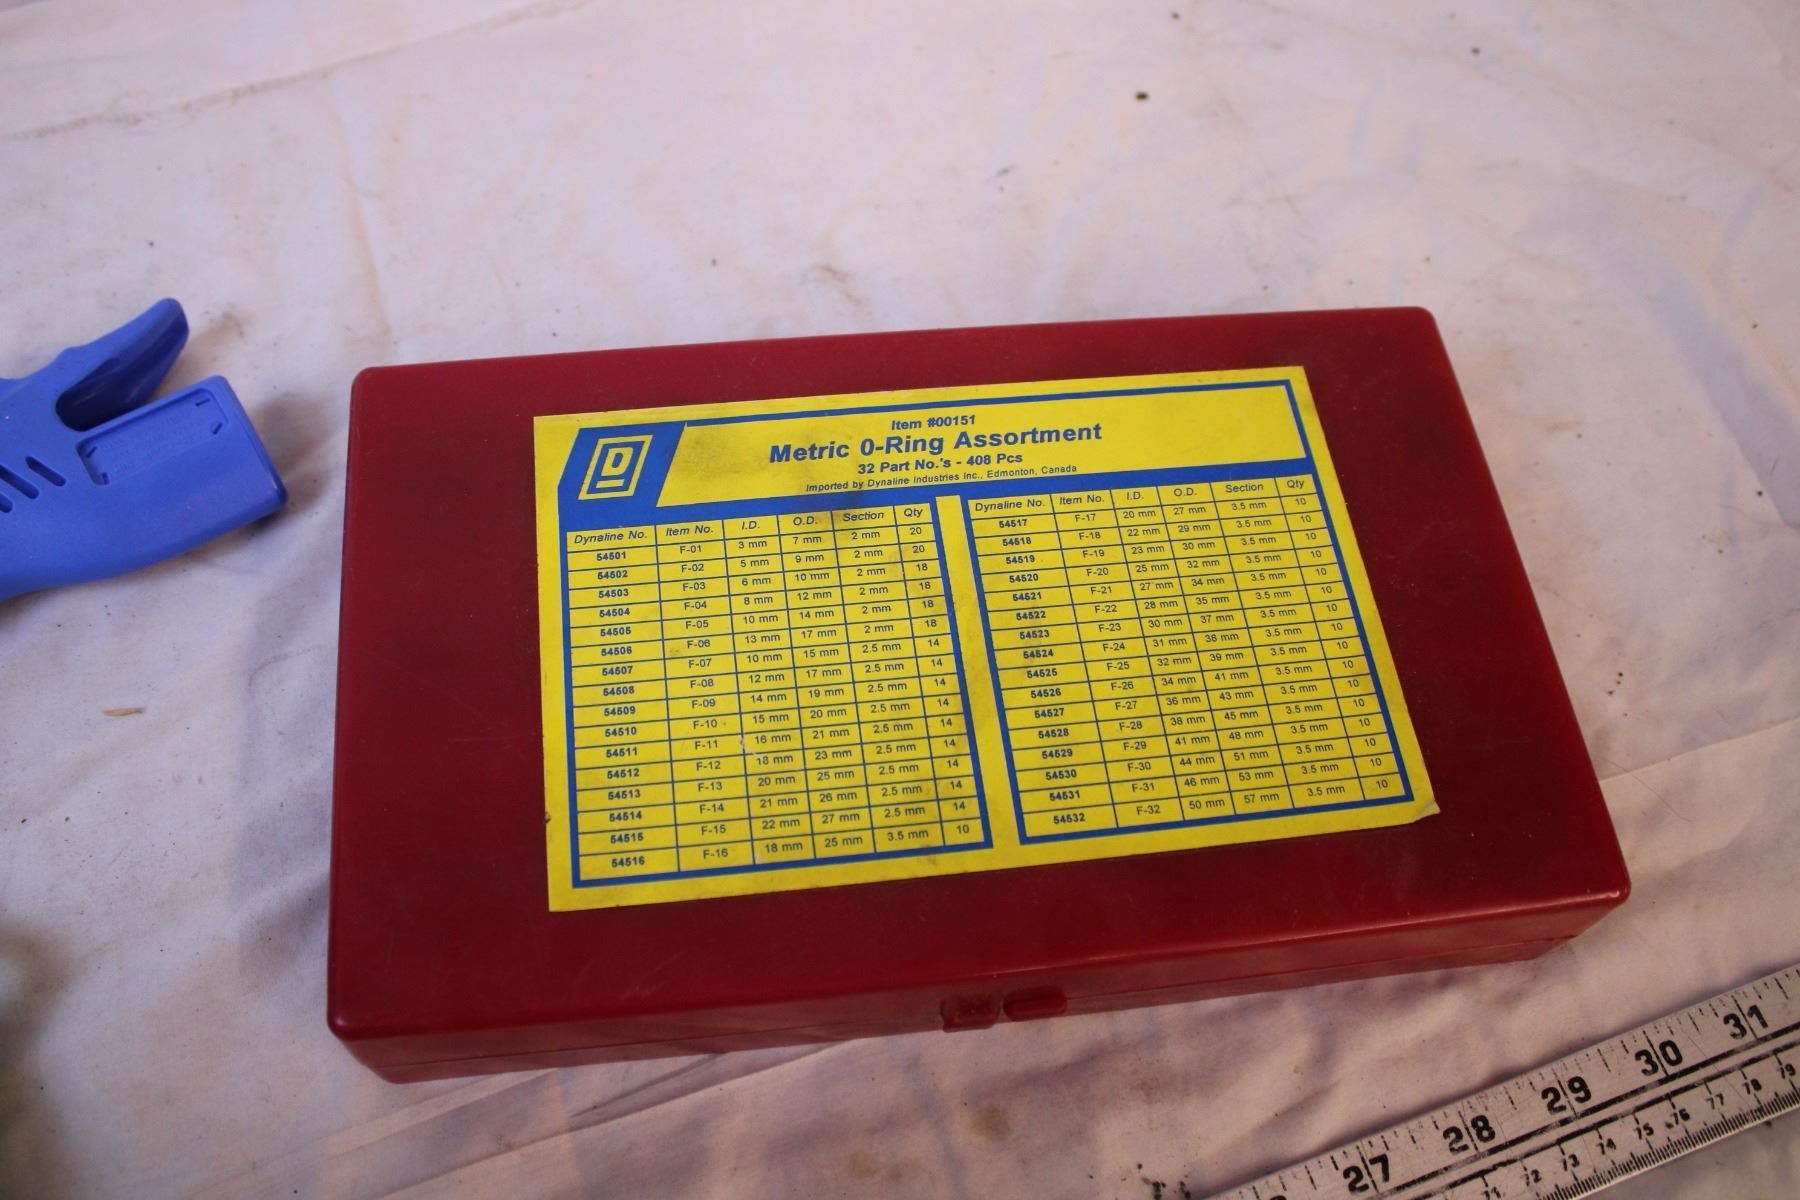 D
Item #00151
Metric 0-Ring Assortment
32 Part No.'s - 408 Pcs
Imported by Dynaline Industries Inc., Edmonton, Canada
Dynaline No. Item No. I.D. O.D. Section Qty
54501 F-01 3 mm 7 mm 2 mm 20
54502 F-02 5 mm 9 mm 2 mm 20
54503 F-03 6 mm 10 mm 2 mm 18
54504 F-04 8 mm 12 mm 2 mm 18
54505 F-05 10 mm 14 mm 2 mm 18
54506 F-06 13 mm 17 mm 2 mm 18
54507 F-07 10 mm 15 mm 2.5 mm 14
54508 F-08 12 mm 17 mm 2.5 mm 14
54509 F-09 14 mm 19 mm 2.5 mm 14
54510 F-10 15 mm 20 mm 2.5 mm 14
54511 F-11 16 mm 21 mm 2.5 mm 14
54512 F-12 18 mm 23 mm 2.5 mm 14
54513 F-13 20 mm 25 mm 2.5 mm 14
54514 F-14 21 mm 26 mm 2.5 mm 14
54515 F-15 22 mm 27 mm 2.5 mm 14
54516 F-16 18 mm 25 mm 3.5 mm 10
Dynaline No. Item No. I.D. O.D. Section Qty
54517 F-17 20 mm 27 mm 3.5 mm 10
54518 F-18 22 mm 29 mm 3.5 mm 10
54519 F-19 23 mm 30 mm 3.5 mm 10
54520 F-20 25 mm 32 mm 3.5 mm 10
54521 F-21 27 mm 34 mm 3.5 mm 10
54522 F-22 28 mm 35 mm 3.5 mm 10
54523 F-23 30 mm 37 mm 3.5 mm 10
54524 F-24 31 mm 38 mm 3.5 mm 10
54525 F-25 32 mm 39 mm 3.5 mm 10
54526 F-26 34 mm 41 mm 3.5 mm 10
54527 F-27 36 mm 43 mm 3.5 mm 10
54528 F-28 38 mm 45 mm 3.5 mm 10
54529 F-29 41 mm 48 mm 3.5 mm 10
54530 F-30 44 mm 51 mm 3.5 mm 10
54531 F-31 46 mm 53 mm 3.5 mm 10
54532 F-32 50 mm 57 mm 3.5 mm 10
27 28 29 30 31
71 72 73 74 75 76 77 78 79